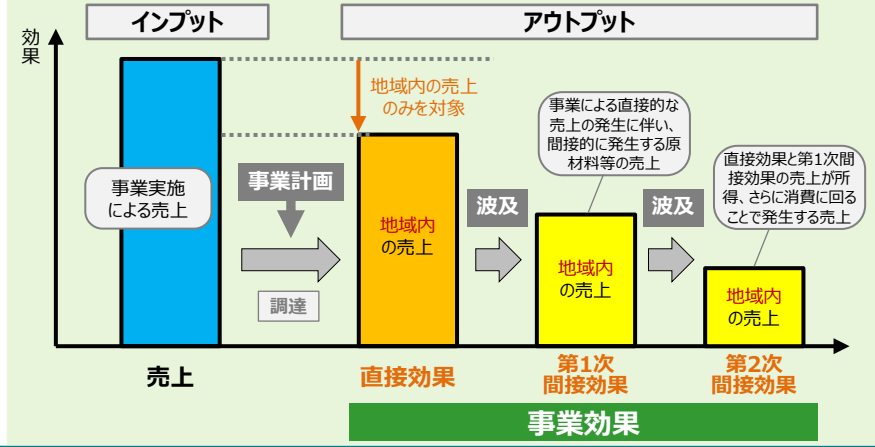 インプット
アウトプット
効果
地域内の売上
のみを対象
事業による直接的な
売上の発生に伴い、
間接的に発生する原
材料等の売上
直接効果と第1次間
接効果の売上が所
得、さらに消費に回る
ことで発生する売上
事業実施
による売上
事業計画
波及
波及
地域内
の売上
地域内
の売上
地域内
の売上
調達
売上
直接効果
第1次
間接効果
第2次
間接効果
事業効果